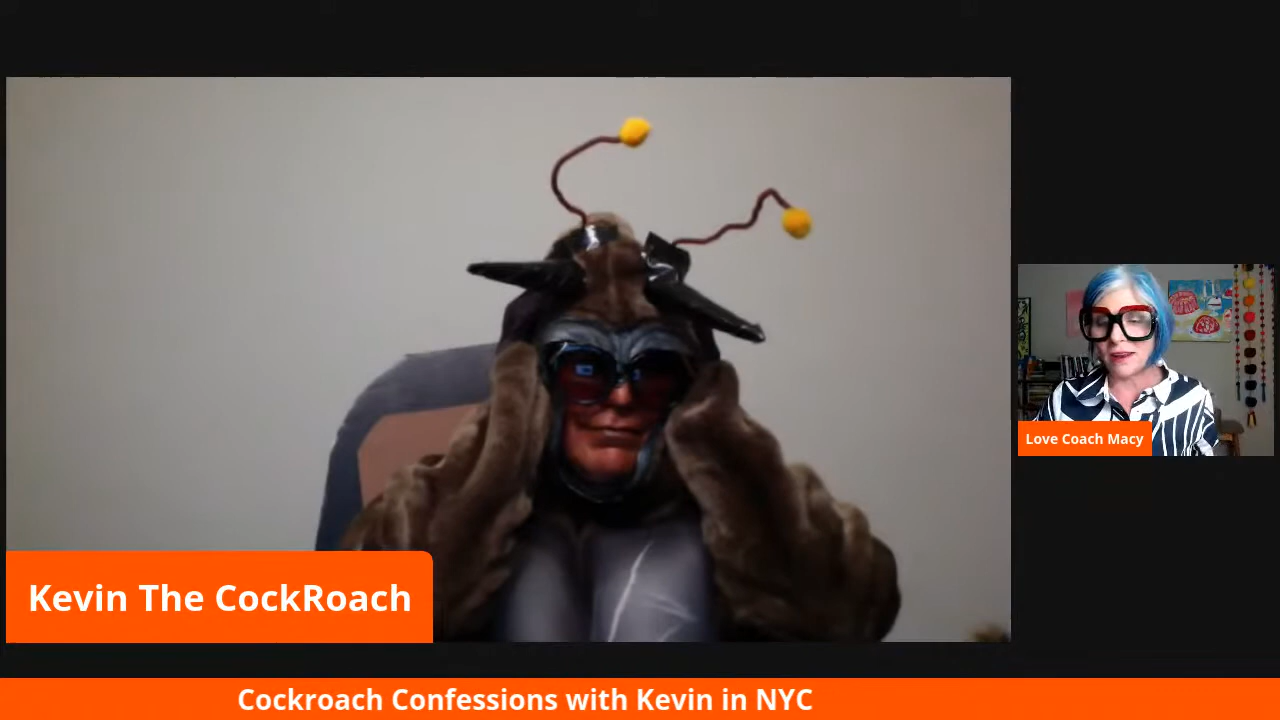 Love Coach Macy
Kevin The CockRoach
Cockroach Confessions with Kevin in NYC